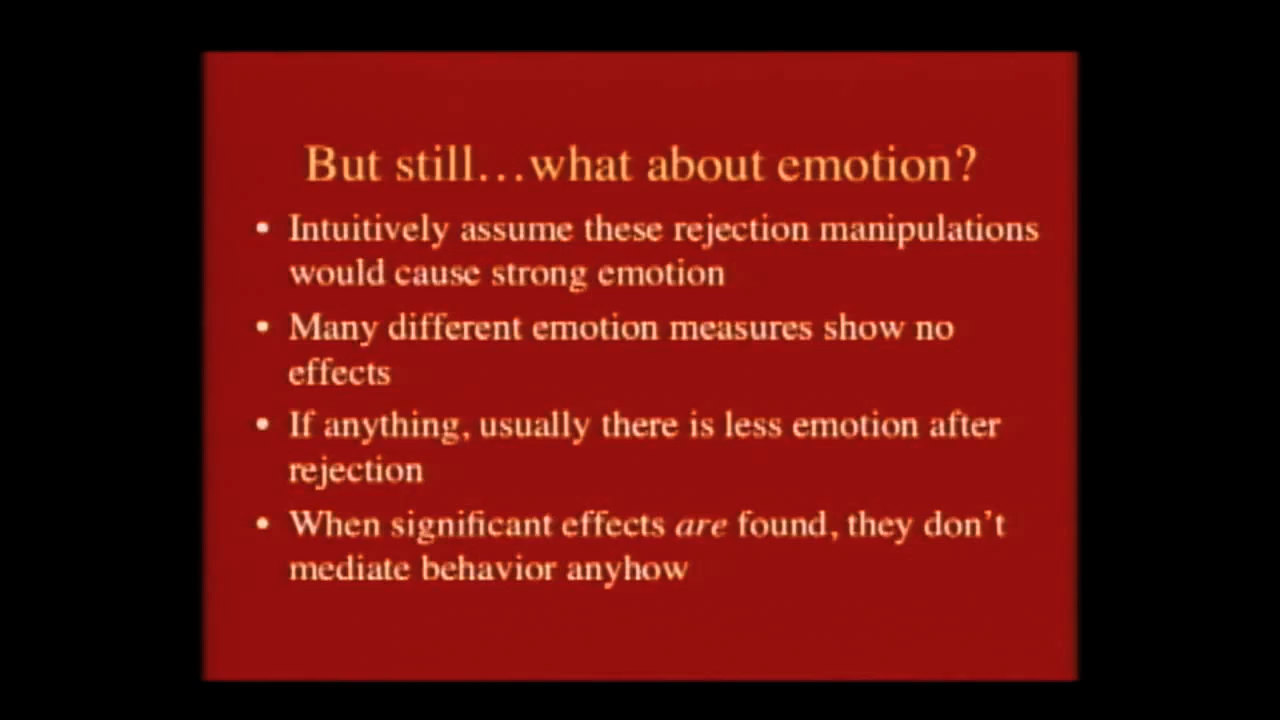 But still…what about emotion?
• Intuitively assume these rejection manipulations
would cause strong emotion
• Many different emotion measures show no
effects
• If anything, usually there is less emotion after
rejection
• When significant effects are found, they don’t
mediate behavior anyhow